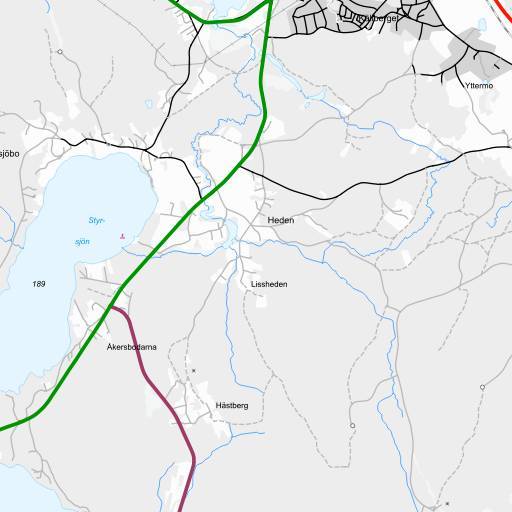 Yttermo
sjöbo
Styr-
sjön
Heden
189
Lissheden
Åkersbodarna
Hästberg